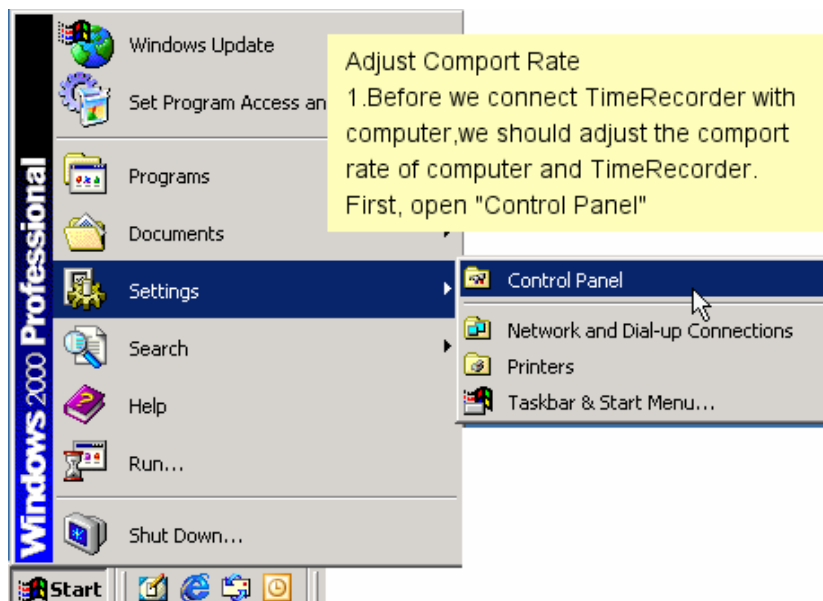 Windows Update
Set Program Access an
Adjust Comport Rate
1.Before we connect TimeRecorder with
computer,we should adjust the comport
rate of computer and TimeRecorder.
First, open "Control Panel"
Programs
Documents
Settings
Control Panel
Network and Dial-up Connections
Printers
Taskbar & Start Menu...
Search
Help
Run...
Shut Down...
Windows 2000 Professional
Start